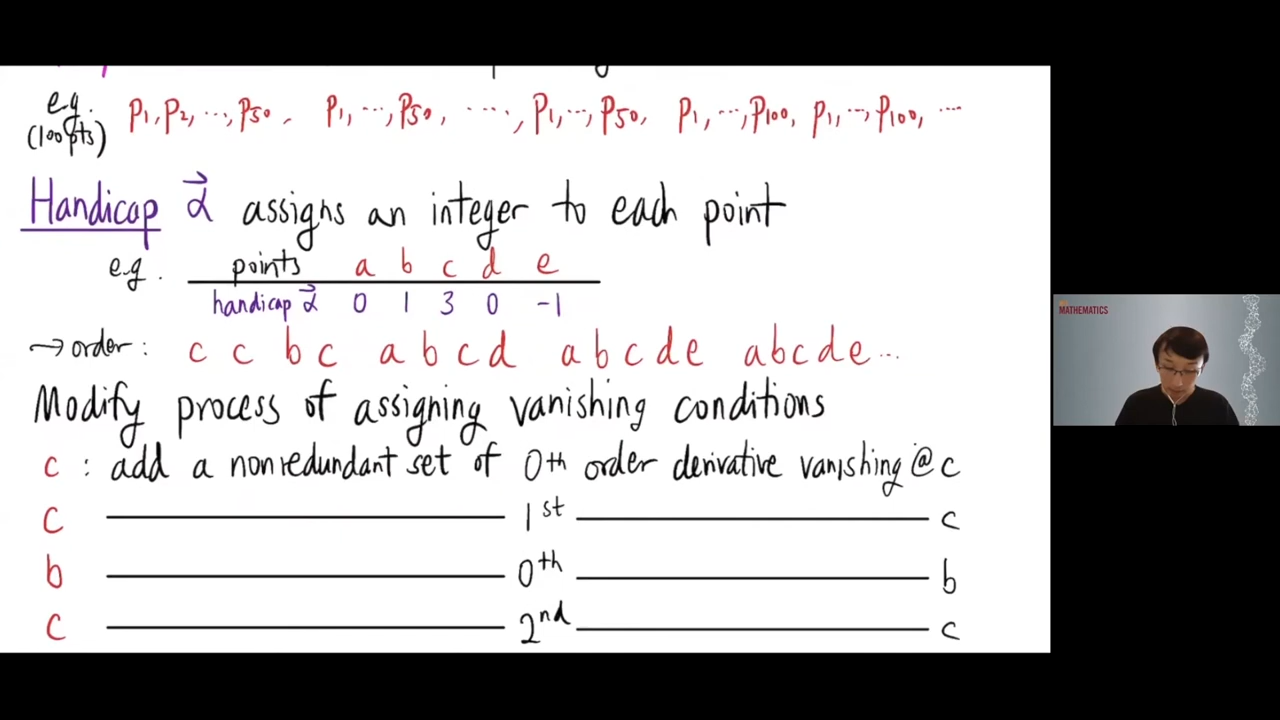 e.g. p1, p2, ..., p50, p1, ..., p50, ...., p1, ..., p50, p1, ..., p100, p1, ..., p100, ...
(100pts)
Handicap α⃗ assigns an integer to each point
e.g. points a b c d e
handicap α⃗ 0 1 3 0 -1
→ order: c c b c a b c d a b c d e a b c d e ...
Modify process of assigning vanishing conditions
c : add a nonredundant set of 0th order derivative vanishing @ c
c 1st c
b 0th b
c 2nd c
MATHEMATICS